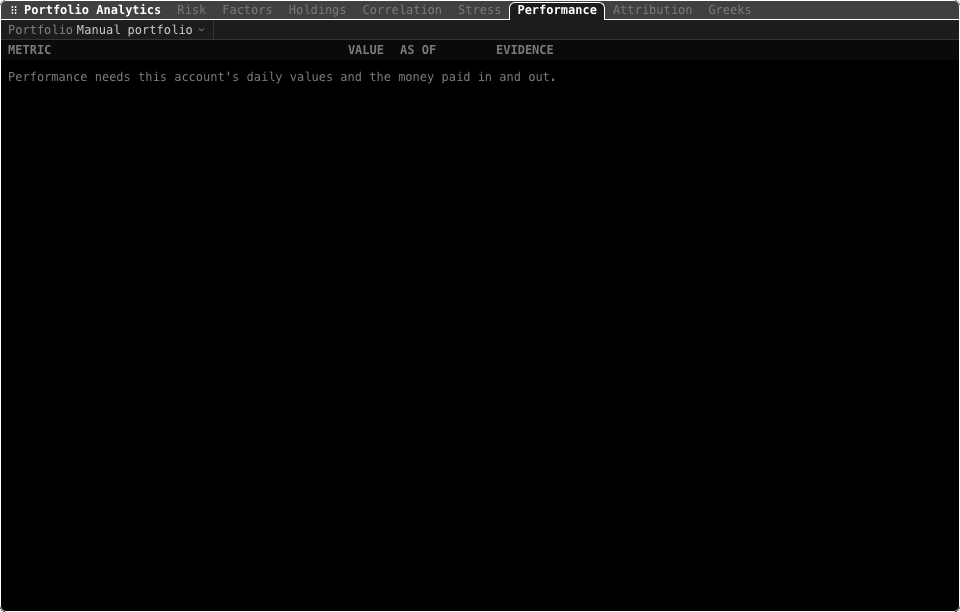 Portfolio Analytics Risk Factors Holdings Correlation Stress Performance Attribution Greeks
Portfolio Manual portfolio
METRIC VALUE AS OF EVIDENCE
Performance needs this account's daily values and the money paid in and out.